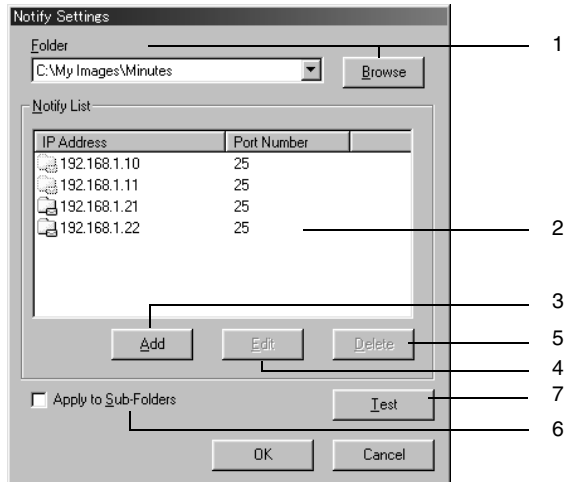 Notify Settings
Folder
1
C:\My Images\Minutes
Browse
Notify List
IP Address Port Number
192.168.1.10 25
192.168.1.11 25
192.168.1.21 25
192.168.1.22 25
2
3
Add Edit Delete
5
4
Apply to Sub-Folders
Test
7
6
OK Cancel